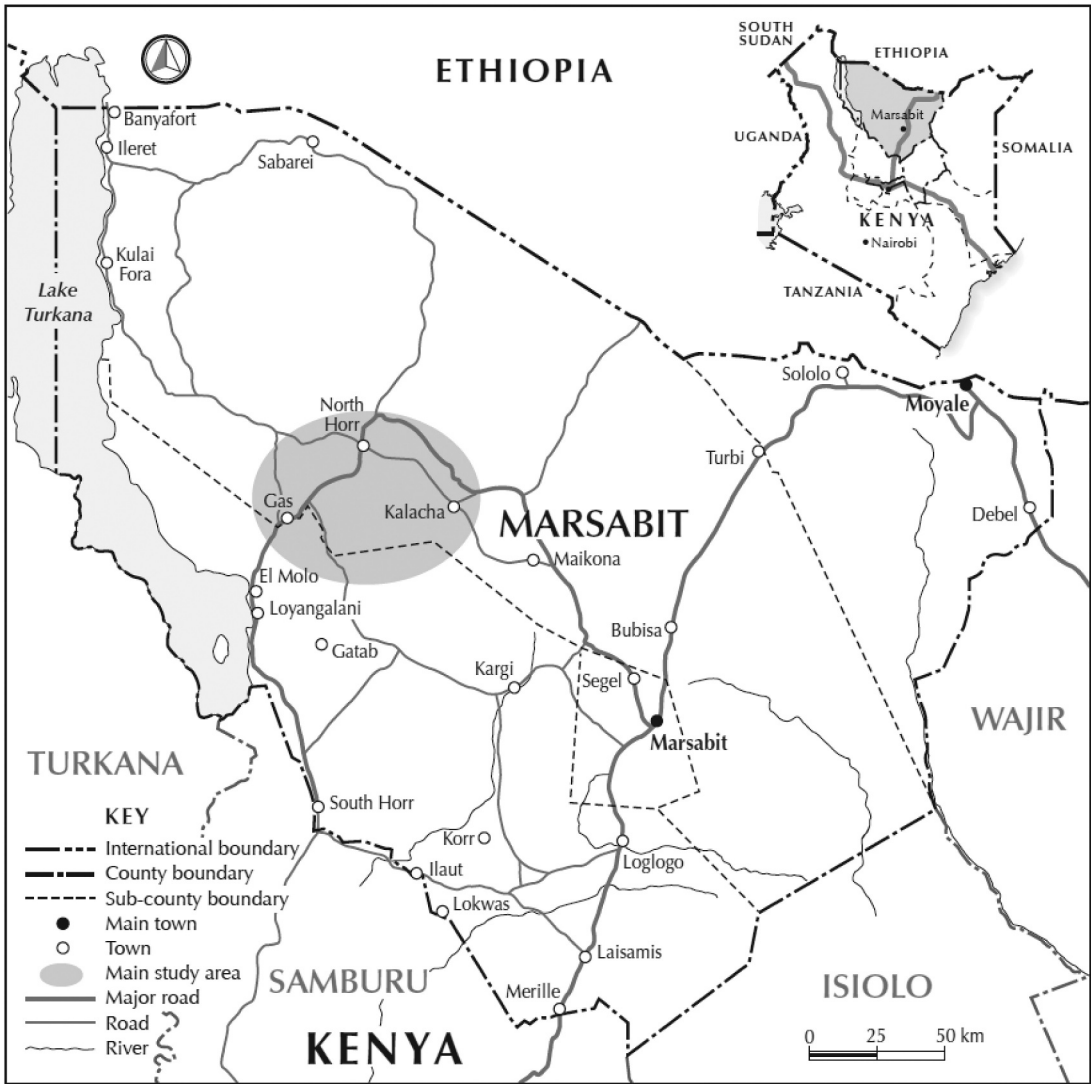 ETHIOPIA
SOUTH
SUDAN
ETHIOPIA
Marsabit
UGANDA
SOMALIA
KENYA
Nairobi
TANZANIA
Banyafort
Ileret
Sabarei
Kulai
Fora
Lake
Turkana
Sololo
Moyale
North
Horr
Turbi
Gas
Kalacha
MARSABIT
Debel
Maikona
El Molo
Loyangalani
Bubisa
Gatab
Kargi
Segel
Marsabit
WAJIR
TURKANA
South Horr
Korr
Loglogo
Ilaut
Lokwas
Laisamis
SAMBURU
Merille
ISIOLO
KENYA
KEY
International boundary
County boundary
Sub-county boundary
Main town
Town
Main study area
Major road
Road
River
0 25 50 km